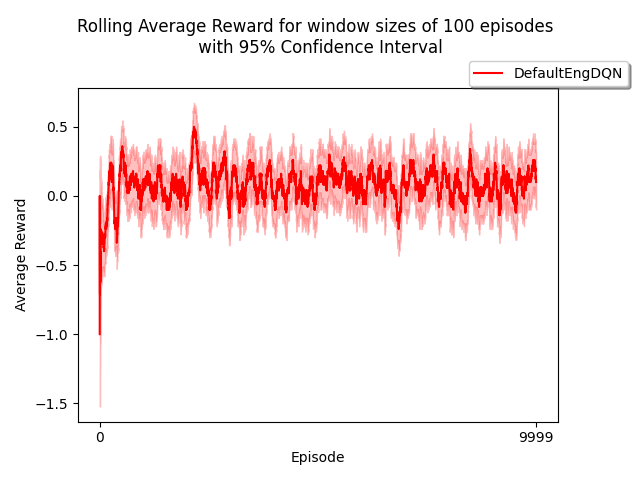 Rolling Average Reward for window sizes of 100 episodes
with 95% Confidence Interval
DefaultEngDQN
0.5
0.0
−0.5
−1.0
−1.5
Average Reward
0
9999
Episode